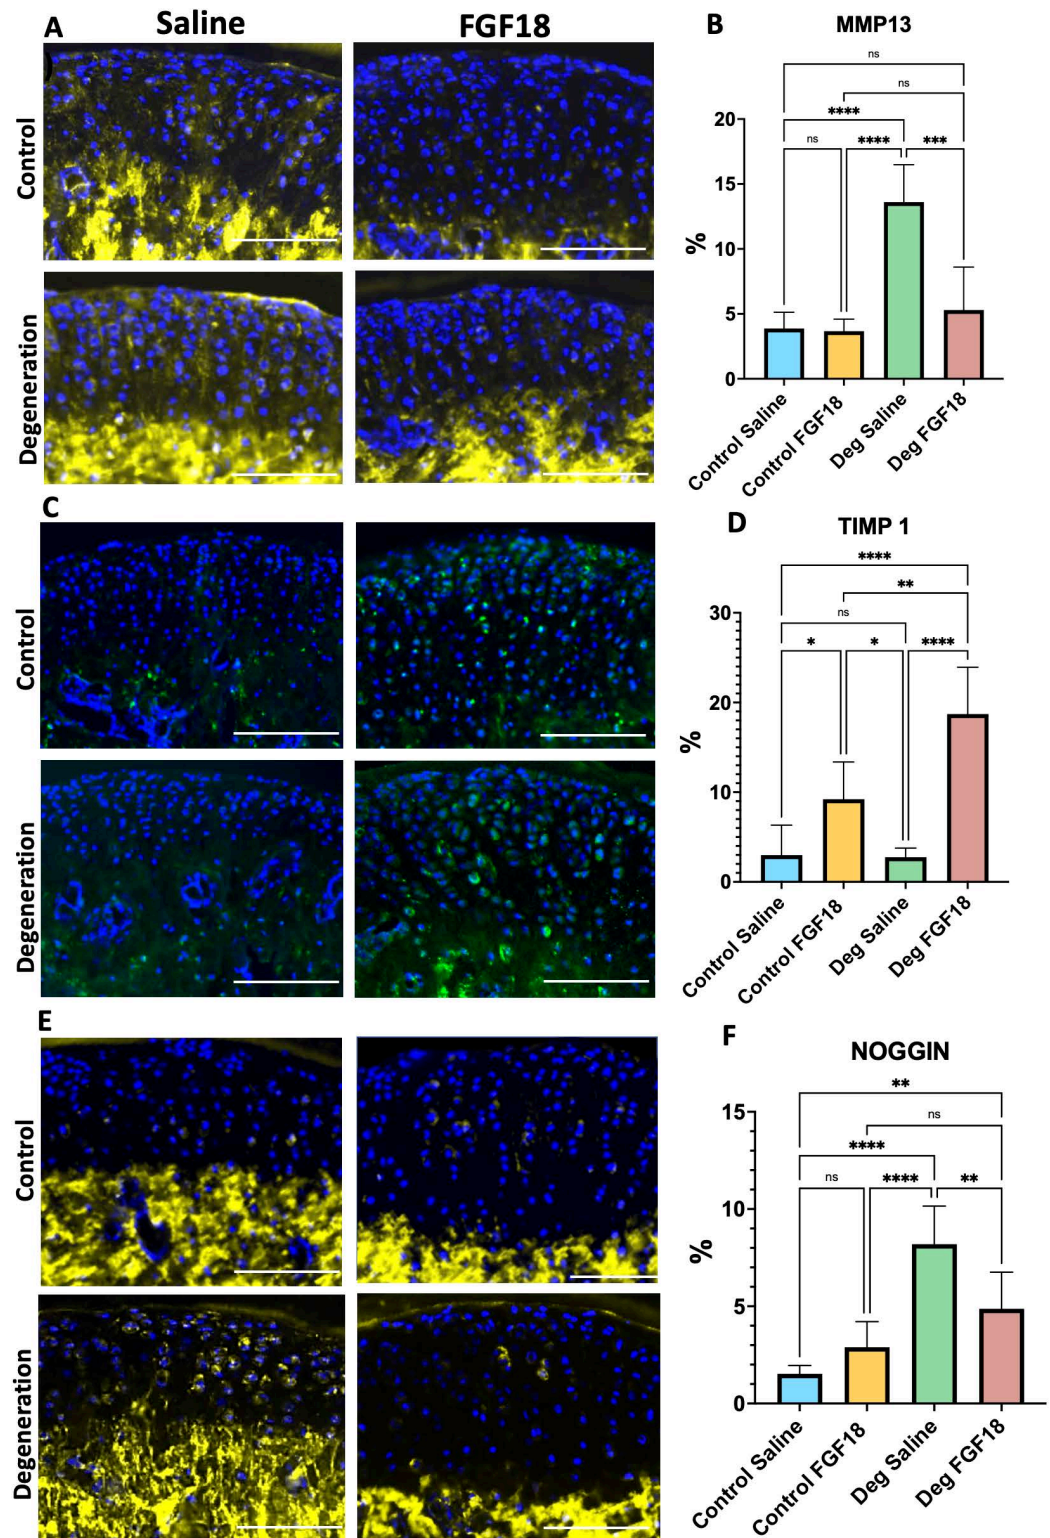 A
Saline
FGF18
Control
Degeneration
B
MMP13
ns
ns
****
ns
****
***
20
15
10
5
0
%
Control Saline
Control FGF18
Deg Saline
Deg FGF18
C
Control
Degeneration
D
TIMP 1
****
**
ns
*
*
****
30
20
10
0
%
Control Saline
Control FGF18
Deg Saline
Deg FGF18
E
Control
Degeneration
F
NOGGIN
**
ns
****
ns
****
**
15
10
5
0
%
Control Saline
Control FGF18
Deg Saline
Deg FGF18